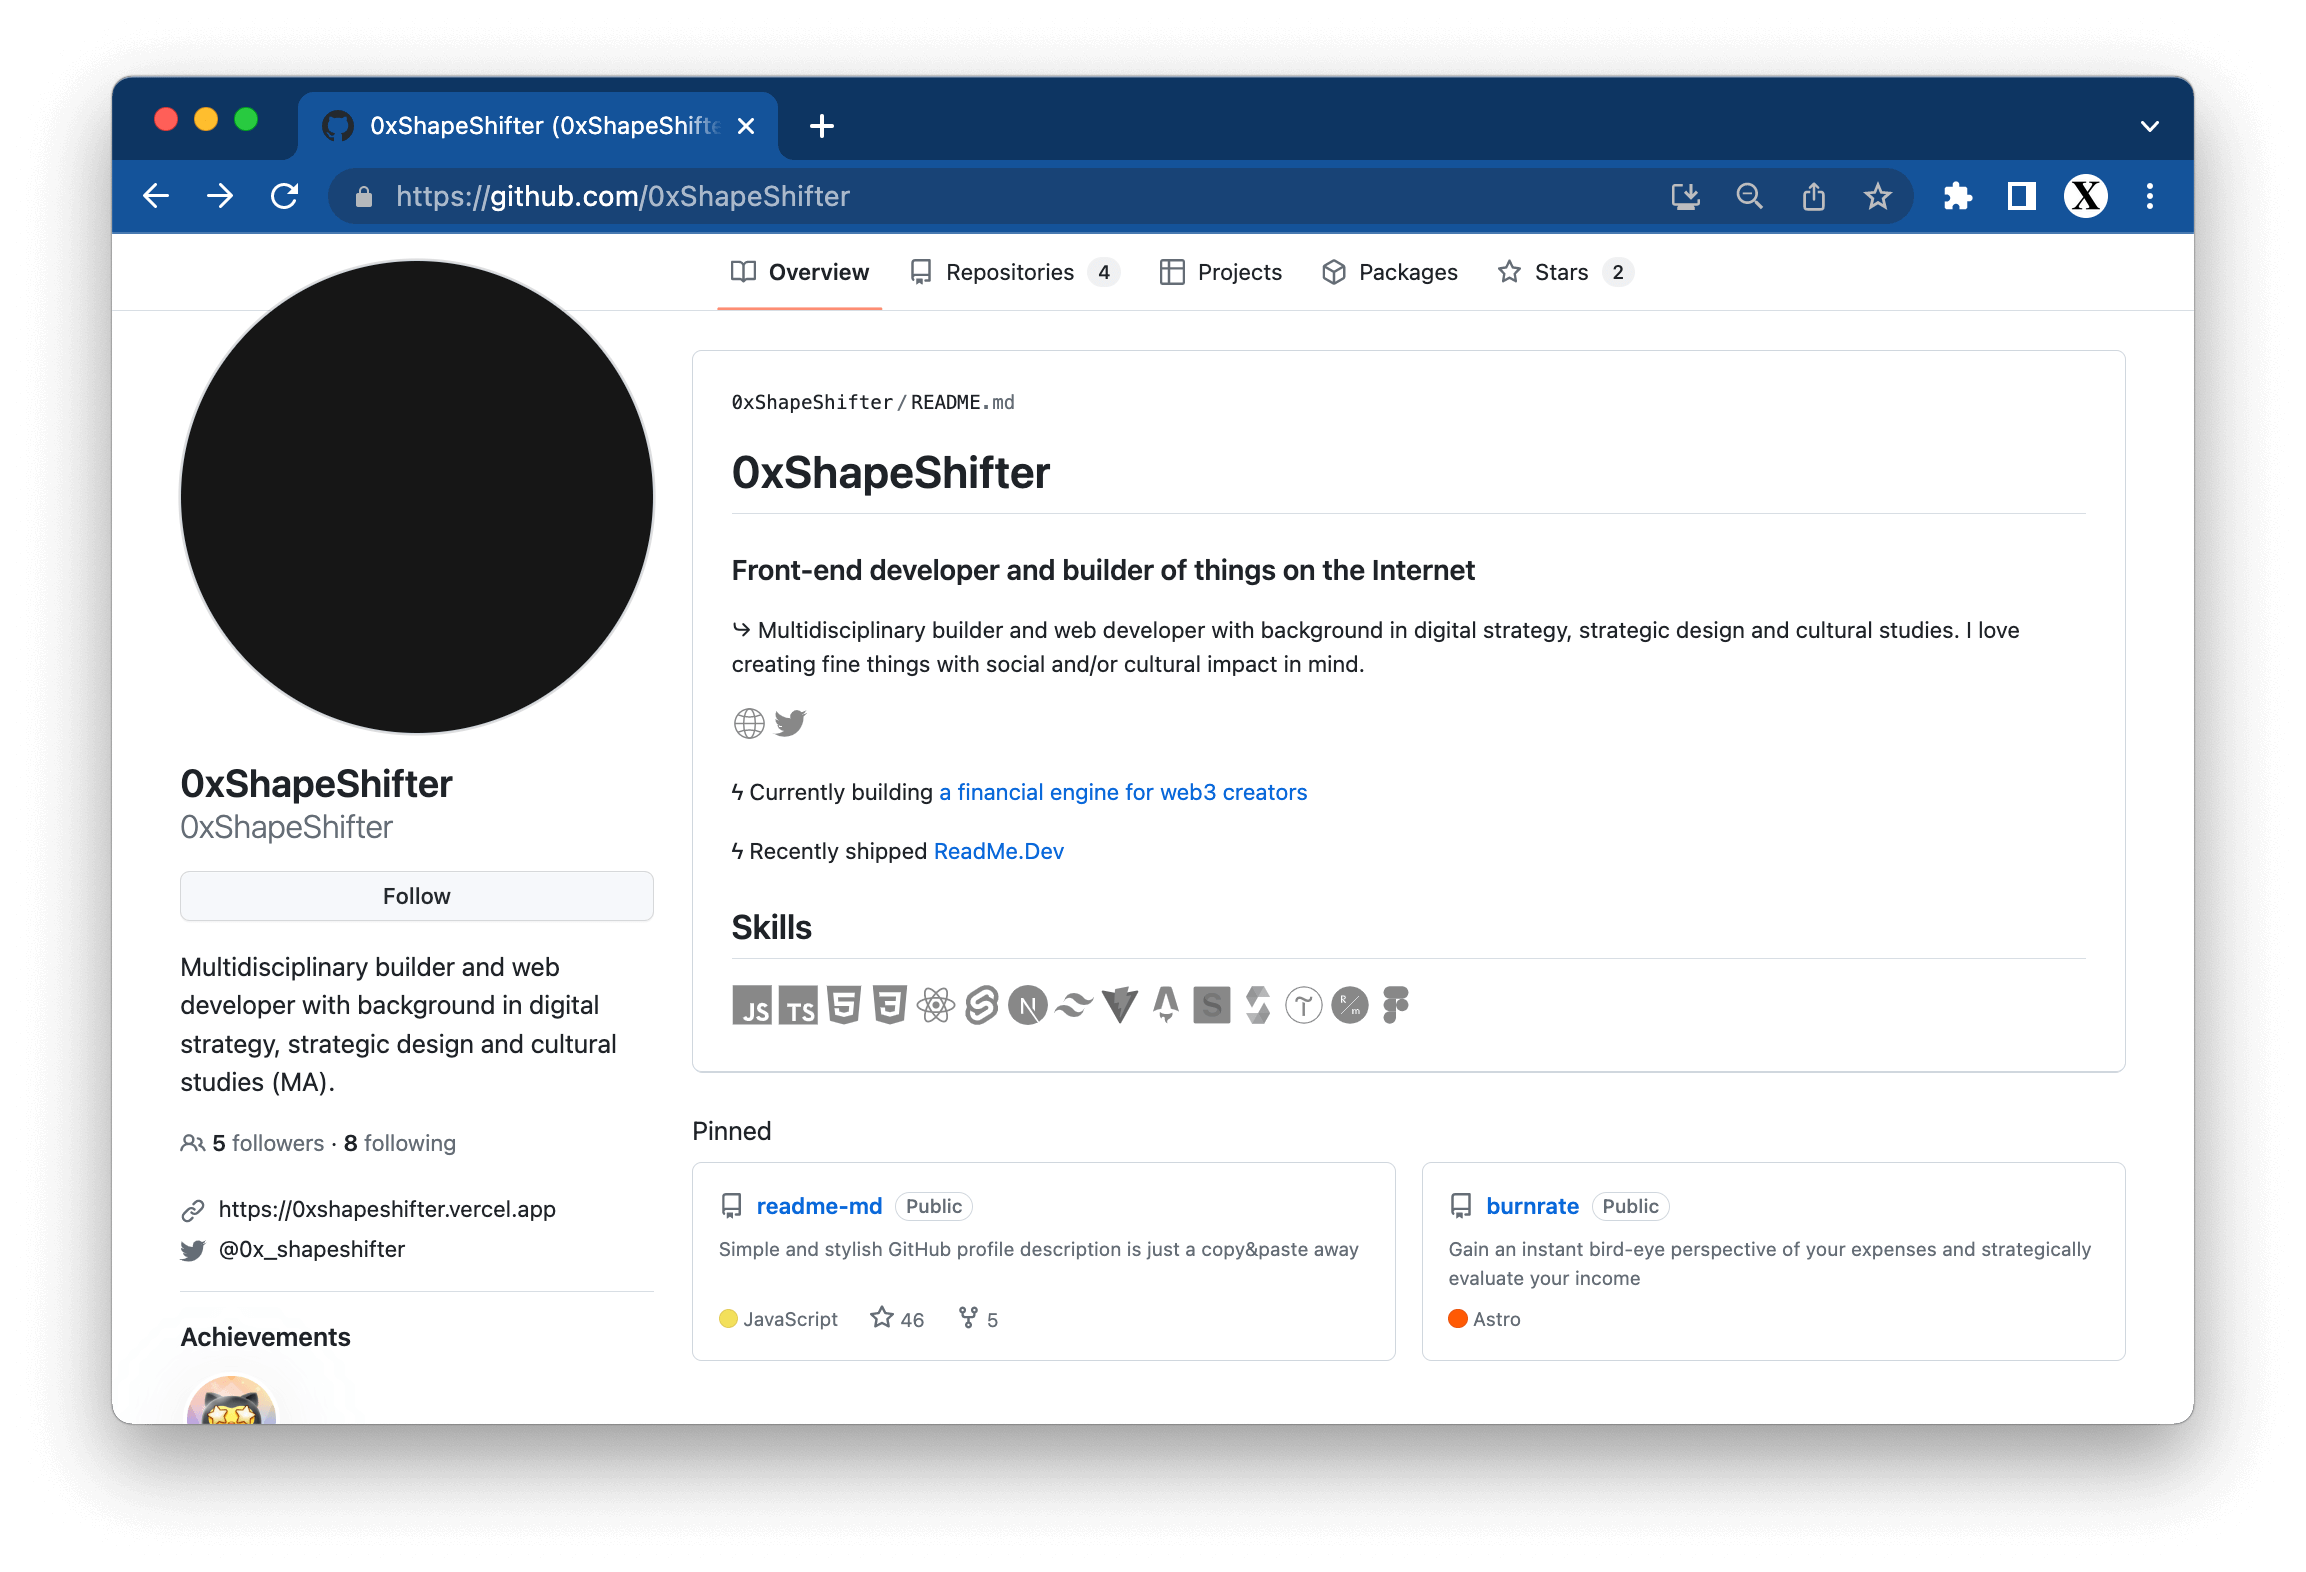 0xShapeShifter (0xShapeShifte
https://github.com/0xShapeShifter
X
Overview
Repositories 4
Projects
Packages
Stars 2
0xShapeShifter
0xShapeShifter
Follow
Multidisciplinary builder and web
developer with background in digital
strategy, strategic design and cultural
studies (MA).
5 followers · 8 following
https://0xshapeshifter.vercel.app
@0x_shapeshifter
Achievements
0xShapeShifter/README.md
0xShapeShifter
Front-end developer and builder of things on the Internet
↪ Multidisciplinary builder and web developer with background in digital strategy, strategic design and cultural studies. I love
creating fine things with social and/or cultural impact in mind.
ϟ Currently building a financial engine for web3 creators
ϟ Recently shipped ReadMe.Dev
Skills
JS TS 5 3 S N S T R/m
Pinned
readme-md Public
Simple and stylish GitHub profile description is just a copy&paste away
JavaScript 46 5
burnrate Public
Gain an instant bird-eye perspective of your expenses and strategically
evaluate your income
Astro